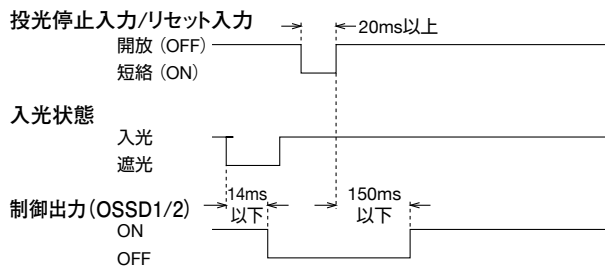 投光停止入力/リセット入力
開放（OFF）
20ms以上
短絡（ON）
入光状態
入光
遮光
制御出力（OSSD1/2）
14ms
以下
150ms
以下
ON
OFF